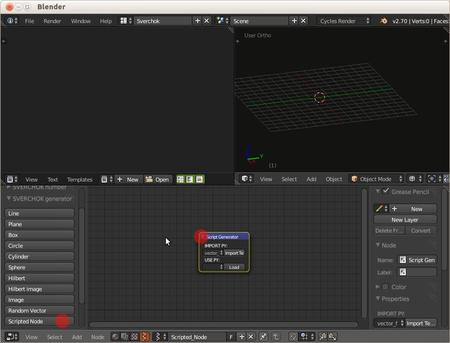 Blender
File Render Window Help Sverchok Scene Cycles Render v2.70 | Verts:0 | Faces
User Ortho
(1)
View Text Templates New Open
View Select Add Object Object Mode
SVERCHOK number
SVERCHOK generator
Line
Plane
Box
Circle
Cylinder
Sphere
Hilbert
Hilbert image
Image
Random Vector
Scripted Node
Script Generator
IMPORT PY:
vector_ Import Te
USE PY:
Load
Grease Pencil
New
New Layer
Delete Fr... Convert
Node
Name: Script Gen
Label:
Color
Properties
IMPORT PY:
vector_f Import Te
View Select Add Node Scripted_Node F